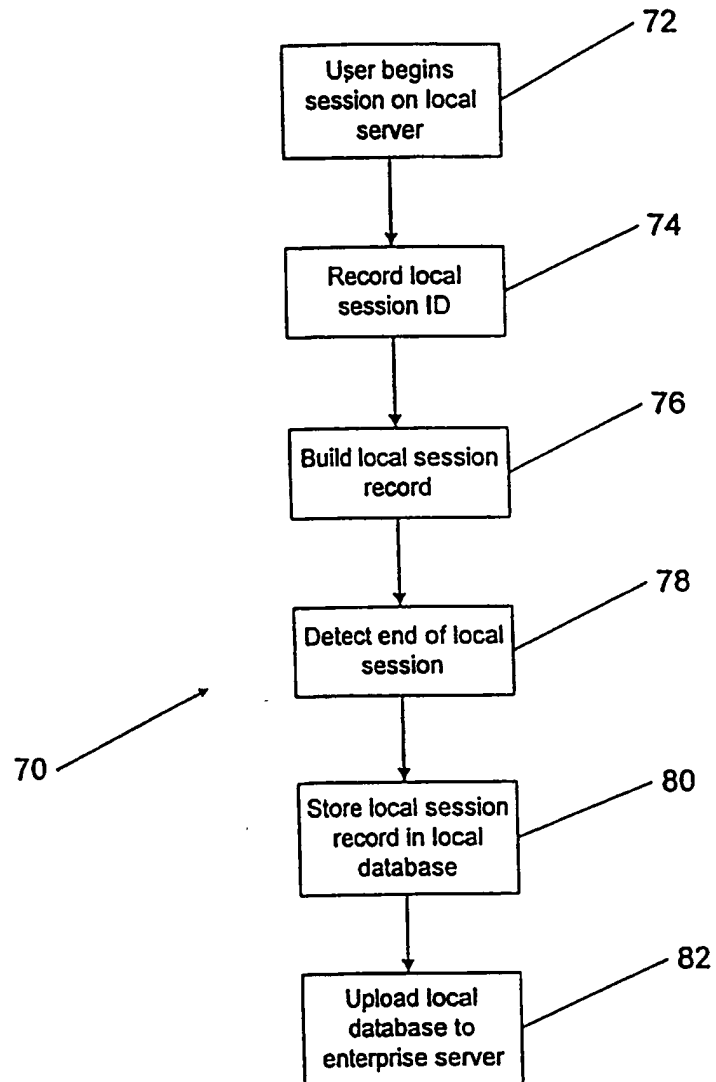 72
User begins
session on local
server
74
Record local
session ID
76
Build local session
record
78
Detect end of local
session
70
80
Store local session
record in local
database
82
Upload local
database to
enterprise server